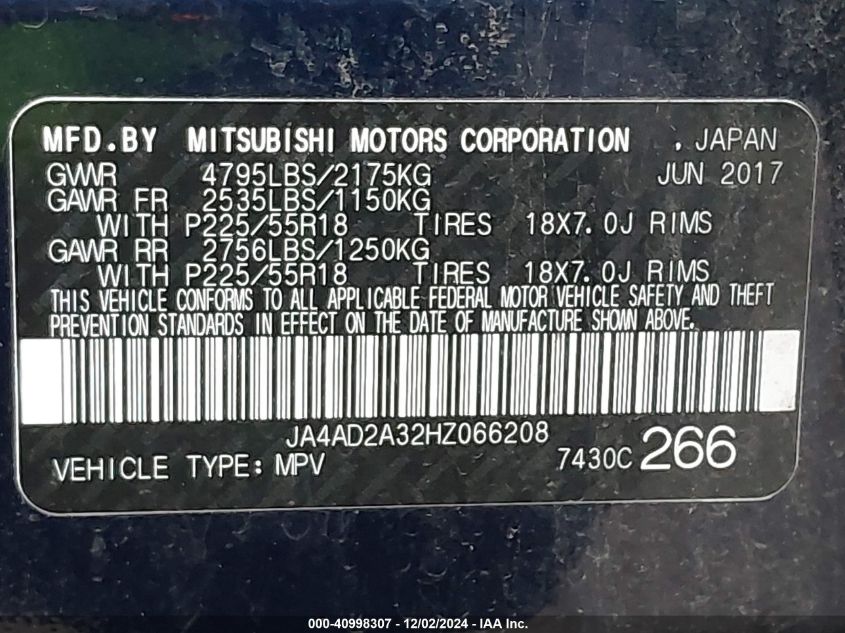 MFD.BY MITSUBISHI MOTORS CORPORATION . JAPAN
GVWR 4795LBS/2175KG JUN 2017
GAWR FR 2535LBS/1150KG
WITH P225/55R18 TIRES 18X7.0J RIMS
GAWR RR 2756LBS/1250KG
WITH P225/55R18 TIRES 18X7.0J RIMS
THIS VEHICLE CONFORMS TO ALL APPLICABLE FEDERAL MOTOR VEHICLE SAFETY AND THEFT
PREVENTION STANDARDS IN EFFECT ON THE DATE OF MANUFACTURE SHOWN ABOVE.
JA4AD2A32HZ066208
VEHICLE TYPE: MPV 7430C 266
000-40998307 - 12/02/2024 - IAA Inc.